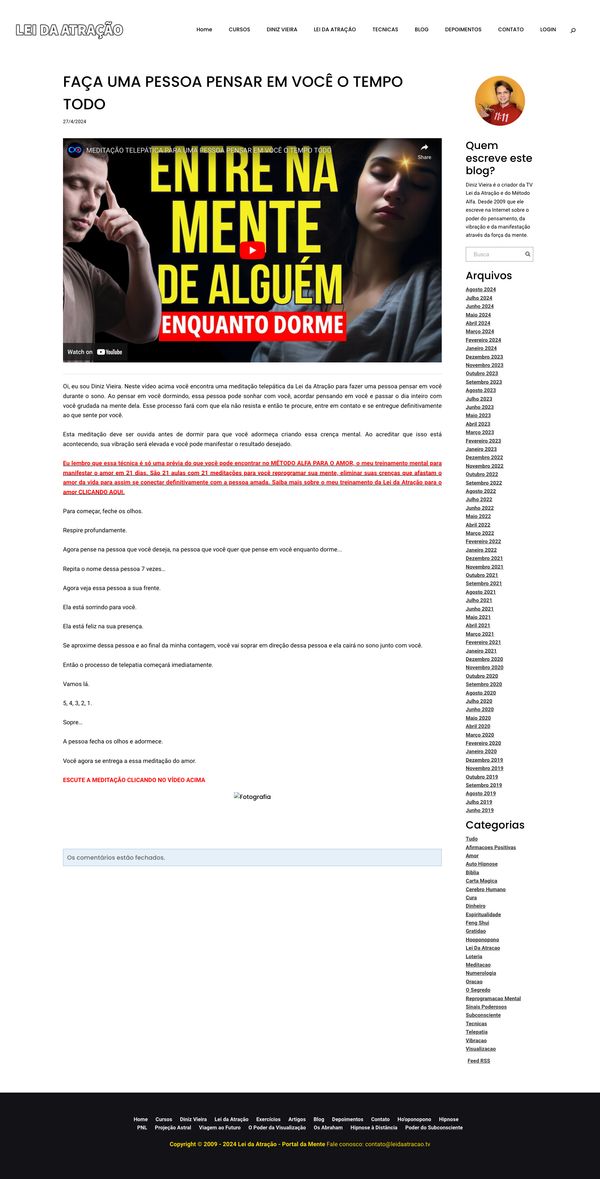 LEI DA ATRAÇÃO
Home CURSOS DINIZ VIEIRA LEI DA ATRAÇÃO TECNICAS BLOG DEPOIMENTOS CONTATO LOGIN
FAÇA UMA PESSOA PENSAR EM VOCÊ O TEMPO
TODO
27/4/2024
MEDITAÇÃO TELEPÁTICA PARA UMA PESSOA PENSAR EM VOCÊ O TEMPO TODO
Share
ENTRE NA
MENTE
DE ALGUÉM
ENQUANTO DORME
Watch on YouTube
Oi, eu sou Diniz Vieira. Neste vídeo acima você encontra uma meditação telepática da Lei da Atração para fazer uma pessoa pensar em você
durante o sono. Ao pensar em você dormindo, essa pessoa pode sonhar com você, acordar pensando em você e passar o dia inteiro com
você grudada na mente dela. Esse processo fará com que ela não resista e então te procure, entre em contato e se entregue definitivamente
ao que sente por você.
Esta meditação deve ser ouvida antes de dormir para que você adormeça criando essa crença mental. Ao acreditar que isso está
acontecendo, sua vibração será elevada e você pode manifestar o resultado desejado.
Eu lembro que essa técnica é só uma prévia do que você pode encontrar no MÉTODO ALFA PARA O AMOR, o meu treinamento mental para
manifestar o amor em 21 dias. São 21 aulas com 21 meditações para você reprogramar sua mente, eliminar suas crenças que afastam o
amor da vida para assim se conectar definitivamente com a pessoa amada. Saiba mais sobre o meu treinamento da Lei da Atração para o
amor CLICANDO AQUI.
Para começar, feche os olhos.
Respire profundamente.
Agora pense na pessoa que você deseja, na pessoa que você quer que pense em você enquanto dorme...
Repita o nome dessa pessoa 7 vezes...
Agora veja essa pessoa a sua frente.
Ela está sorrindo para você.
Ela está feliz na sua presença.
Se aproxime dessa pessoa e ao final da minha contagem, você vai soprar em direção dessa pessoa e ela cairá no sono junto com você.
Então o processo de telepatia começará imediatamente.
Vamos lá.
5, 4, 3, 2, 1.
Sopre...
A pessoa fecha os olhos e adormece.
Você agora se entrega a essa meditação do amor.
ESCUTE A MEDITAÇÃO CLICANDO NO VÍDEO ACIMA
Fotografia
Os comentários estão fechados.
11:11
Quem
escreve este
blog?
Diniz Vieira é o criador da TV
Lei da Atração e do Método
Alfa. Desde 2009 que ele
escreve na Internet sobre o
poder do pensamento, da
vibração e da manifestação
através da força da mente.
Busca
Arquivos
Agosto 2024
Julho 2024
Junho 2024
Maio 2024
Abril 2024
Março 2024
Fevereiro 2024
Janeiro 2024
Dezembro 2023
Novembro 2023
Outubro 2023
Setembro 2023
Agosto 2023
Julho 2023
Junho 2023
Maio 2023
Abril 2023
Março 2023
Fevereiro 2023
Janeiro 2023
Dezembro 2022
Novembro 2022
Outubro 2022
Setembro 2022
Agosto 2022
Julho 2022
Junho 2022
Maio 2022
Abril 2022
Março 2022
Fevereiro 2022
Janeiro 2022
Dezembro 2021
Novembro 2021
Outubro 2021
Setembro 2021
Agosto 2021
Julho 2021
Junho 2021
Maio 2021
Abril 2021
Março 2021
Fevereiro 2021
Janeiro 2021
Dezembro 2020
Novembro 2020
Outubro 2020
Setembro 2020
Agosto 2020
Julho 2020
Junho 2020
Maio 2020
Abril 2020
Março 2020
Fevereiro 2020
Janeiro 2020
Dezembro 2019
Novembro 2019
Outubro 2019
Setembro 2019
Agosto 2019
Julho 2019
Junho 2019
Categorias
Tudo
Afirmacoes Positivas
Amor
Auto Hipnose
Bíblia
Carta Magica
Cerebro Humano
Cura
Dinheiro
Espiritualidade
Feng Shui
Gratidao
Hooponopono
Lei Da Atracao
Loteria
Meditacao
Numerologia
Oracao
O Segredo
Reprogramacao Mental
Sinais Poderosos
Subconsciente
Tecnicas
Telepatia
Vibracao
Visualizacao
Feed RSS
Home Cursos Diniz Vieira Lei da Atração Exercícios Artigos Blog Depoimentos Contato Ho'oponopono Hipnose
PNL Projeção Astral Viagem ao Futuro O Poder da Visualização Os Abraham Hipnose à Distância Poder do Subconsciente
Copyright © 2009 - 2024 Lei da Atração - Portal da Mente Fale conosco: contato@leidaatracao.tv